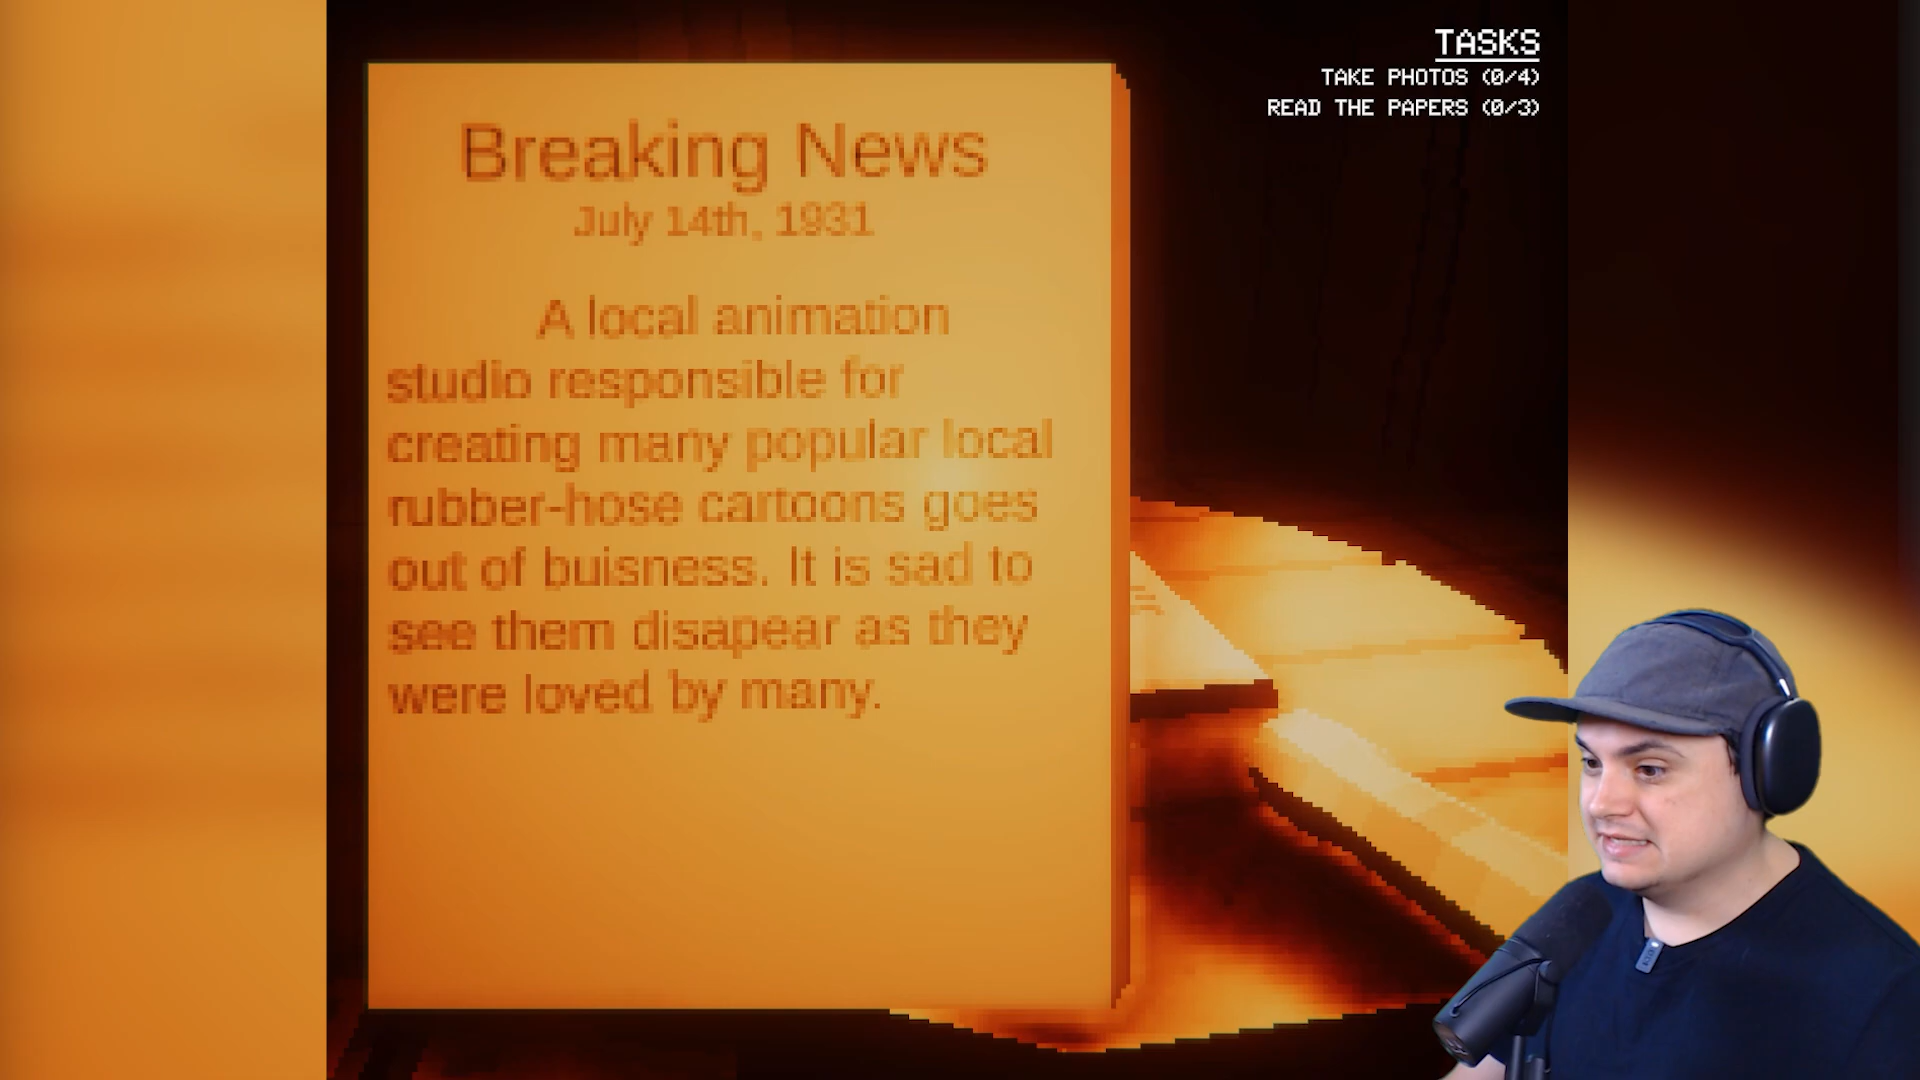 TASKS
TAKE PHOTOS (0/4)
READ THE PAPERS (0/3)
Breaking News
July 14th, 1931
A local animation
studio responsible for
creating many popular local
rubber-hose cartoons goes
out of buisness. It is sad to
see them disapear as they
were loved by many.